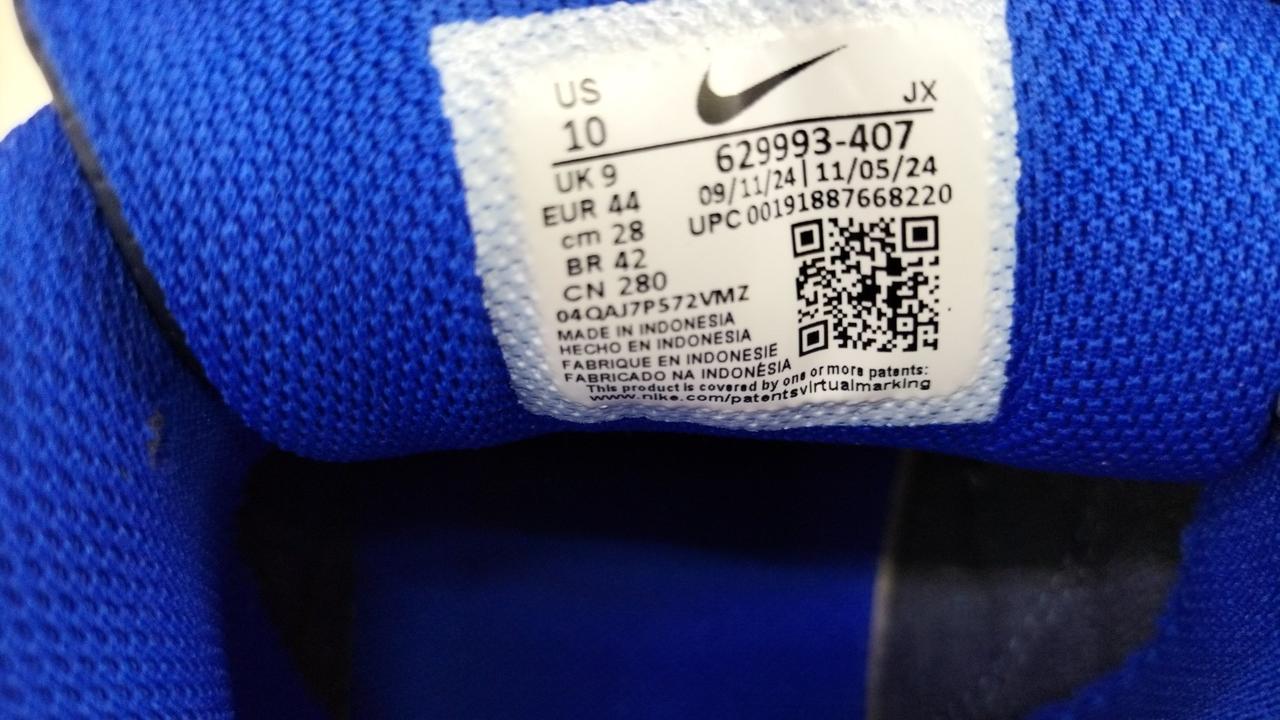 US
10
JX
629993-407
09/11/24 | 11/05/24
UPC 00191887668220
UK 9
EUR 44
cm 28
BR 42
CN 280
04QAJ7P572VMZ
MADE IN INDONESIA
HECHO EN INDONESIA
FABRIQUE EN INDONESIE
FABRICADO NA INDONÉSIA
This product is covered by one or more patents:
www.nike.com/patentsvirtualmarking